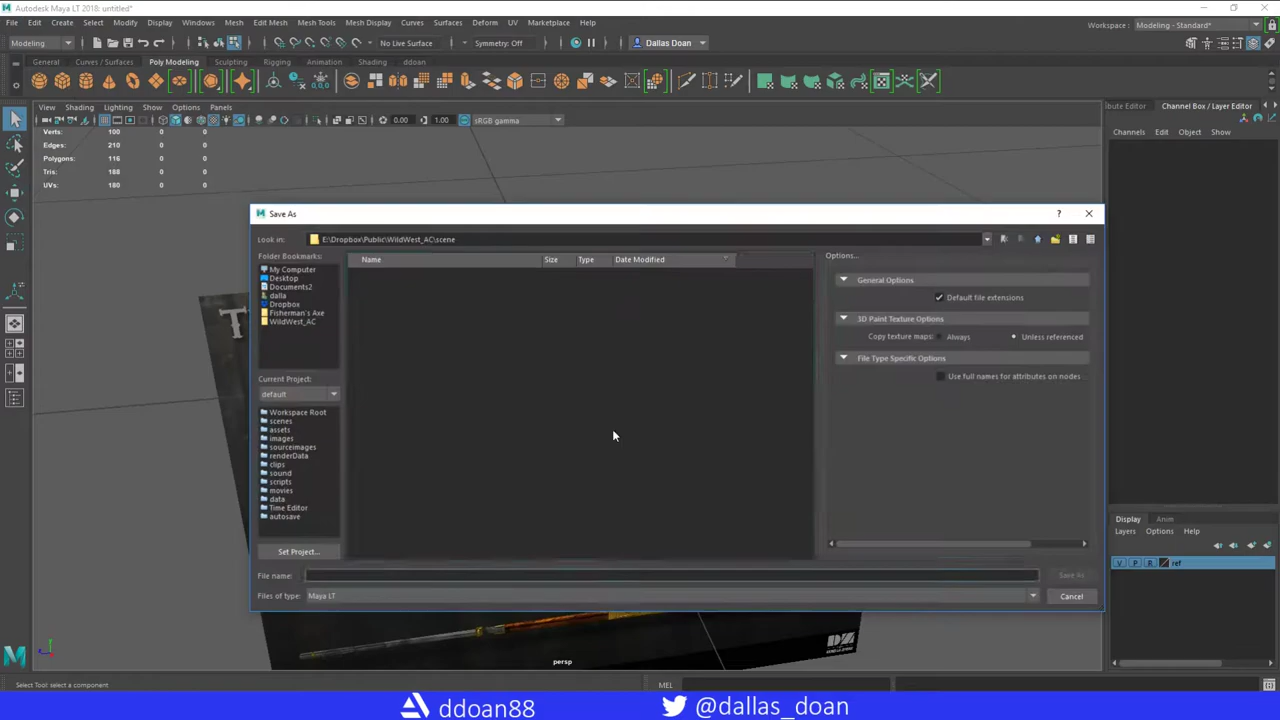 Autodesk Maya LT 2018: untitled*
File Edit Create Select Modify Display Windows Mesh Edit Mesh Mesh Tools Mesh Display Curves Surfaces Deform UV Marketplace Help
Workspace : Modeling - Standard*
Modeling No Live Surface Symmetry: Off Dallas Doan
General Curves / Surfaces Poly Modeling Sculpting Rigging Animation Shading ddoan
View Shading Lighting Show Options Panels
bute Editor Channel Box / Layer Editor
0.00 1.00 sRGB gamma
Channels Edit Object Show
Verts: 100 0 0
Edges: 210 0 0
Polygons: 116 0 0
Tris: 188 0 0
UVs: 180 0 0
Save As ?
Look in: E:\Dropbox\Public\WildWest_AC\scene
Folder Bookmarks:
Name Size Type Date Modified
Options...
My Computer
Desktop
Documents2
dalla
Dropbox
Fisherman's Axe
WildWest_AC
General Options
Default file extensions
3D Paint Texture Options
Copy texture maps: Always Unless referenced
File Type Specific Options
Use full names for attributes on nodes
T
Current Project:
default
Workspace Root
scenes
assets
images
sourceimages
renderData
clips
sound
scripts
movies
data
Time Editor
autosave
Set Project...
File name: Save As
Files of type: Maya LT Cancel
Display Anim
Layers Options Help
V P R ref
DZ
persp
Select Tool: select a component
MEL
ddoan88 @dallas_doan